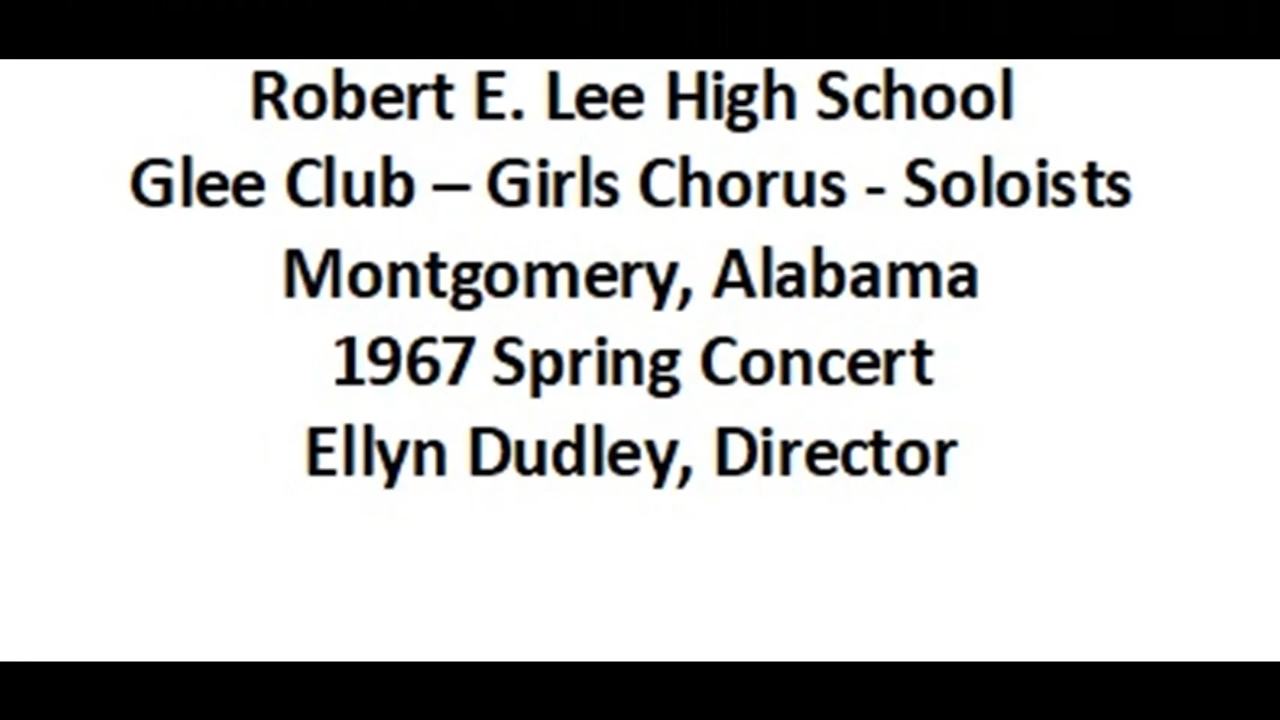 Robert E. Lee High School
Glee Club – Girls Chorus - Soloists
Montgomery, Alabama
1967 Spring Concert
Ellyn Dudley, Director